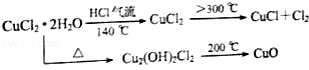 CuCl₂·2H₂O HCl气流 140℃ CuCl₂ >300℃ CuCl+Cl₂
△ Cu₂(OH)₂Cl₂ 200℃ CuO